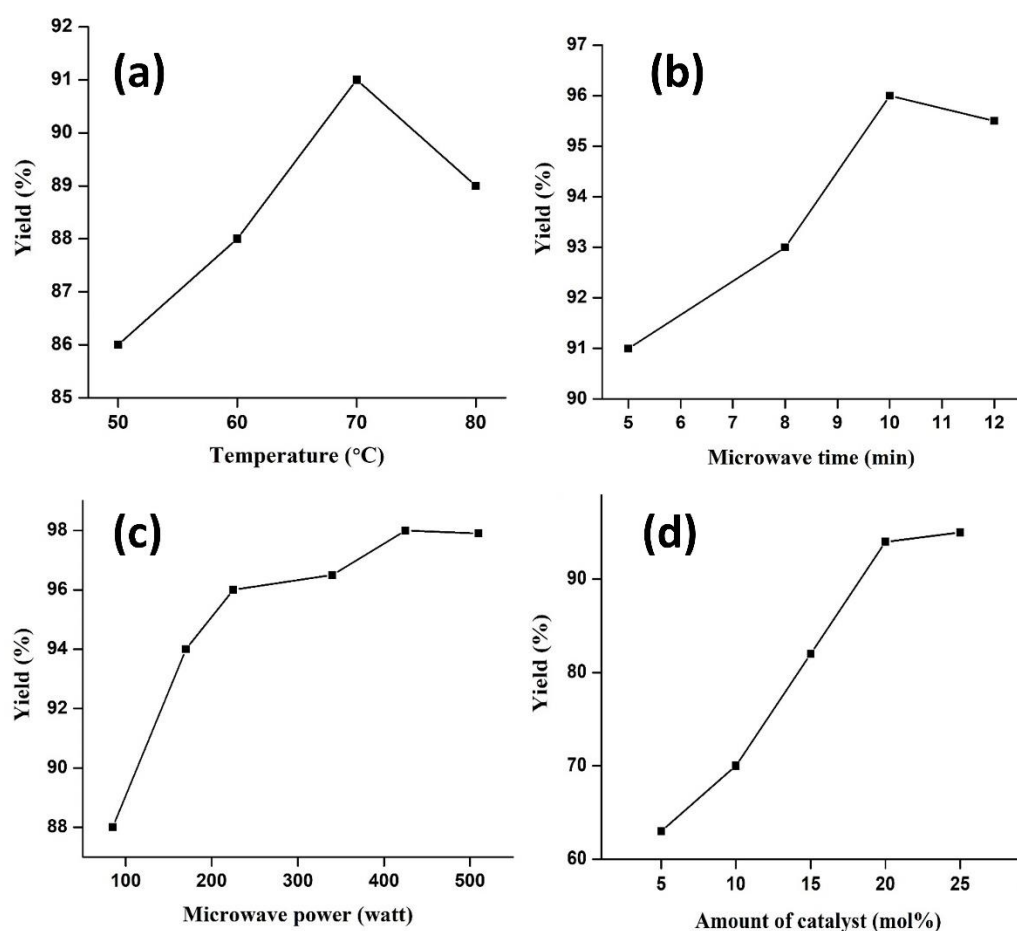 (a)
92
91
90
89
88
87
86
85
Yield (%)
50 60 70 80
Temperature (°C)
(b)
97
96
95
94
93
92
91
90
Yield (%)
5 6 7 8 9 10 11 12
Microwave time (min)
(c)
98
96
94
92
90
88
Yield (%)
100 200 300 400 500
Microwave power (watt)
(d)
90
80
70
60
Yield (%)
5 10 15 20 25
Amount of catalyst (mol%)